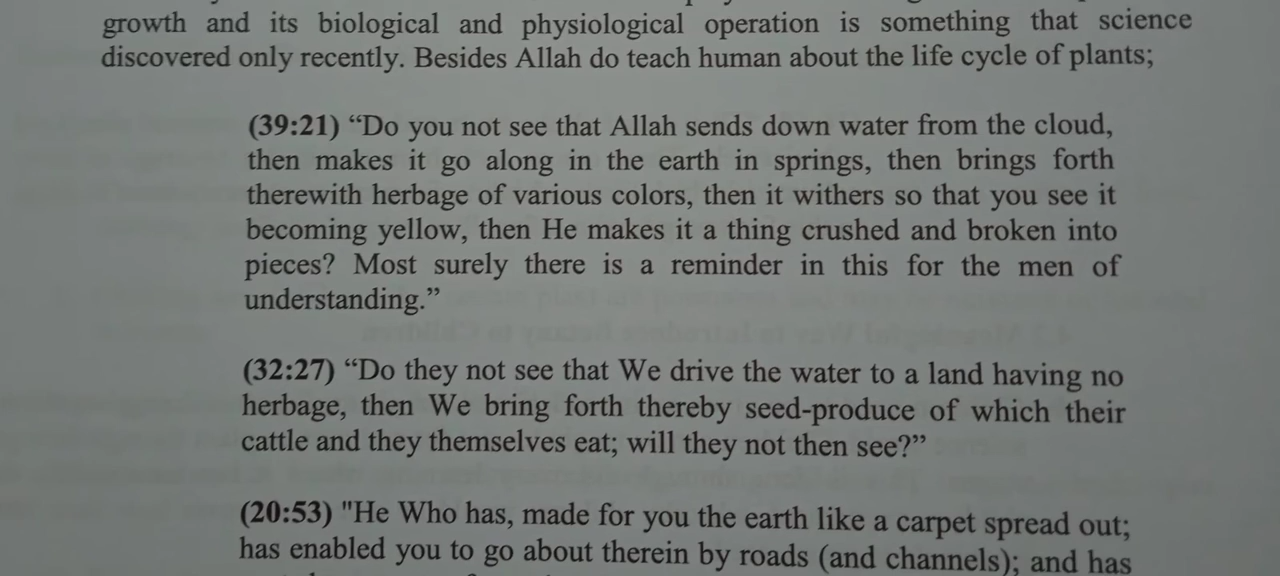 growth and its biological and physiological operation is something that science
discovered only recently. Besides Allah do teach human about the life cycle of plants;
(39:21) “Do you not see that Allah sends down water from the cloud,
then makes it go along in the earth in springs, then brings forth
therewith herbage of various colors, then it withers so that you see it
becoming yellow, then He makes it a thing crushed and broken into
pieces? Most surely there is a reminder in this for the men of
understanding.”
(32:27) “Do they not see that We drive the water to a land having no
herbage, then We bring forth thereby seed-produce of which their
cattle and they themselves eat; will they not then see?”
(20:53) "He Who has, made for you the earth like a carpet spread out;
has enabled you to go about therein by roads (and channels); and has